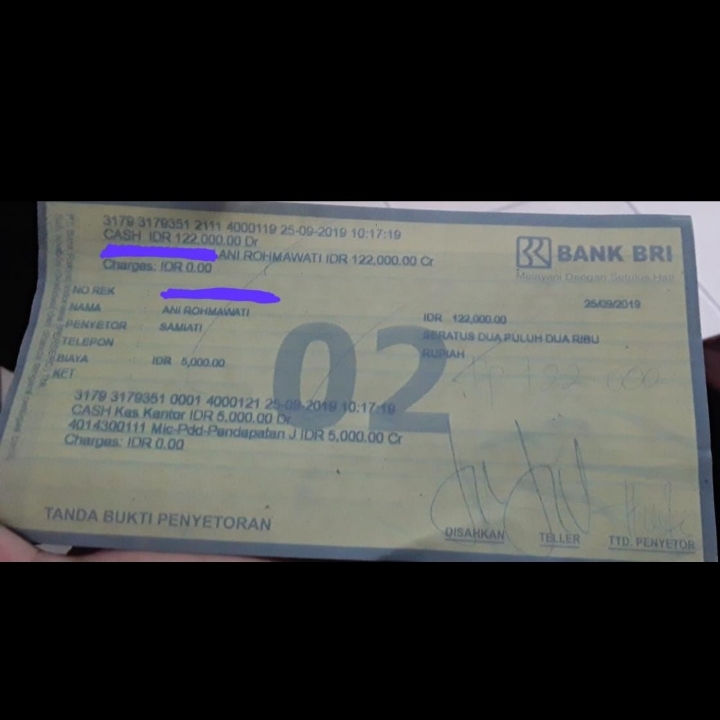 3179 3179351 2111 4000119 25-09-2019 10:17:19
CASH IDR 122,000.00 Dr
ANI ROHMAWATI IDR 122,000.00 Cr
Charges: IDR 0.00
BANK BRI
Melayani Dengan Setulus Hati
25/09/2019
NO REK :
NAMA : ANI ROHMAWATI
PENYETOR : SAMIATI
TELEPON :
BIAYA : IDR 5,000.00
KET :
IDR 122,000.00
SERATUS DUA PULUH DUA RIBU
RUPIAH
02
3179 3179351 0001 4000121 25-09-2019 10:17:19
CASH Kas Kantor IDR 5,000.00 Dr
4014300111 Mic-Pdd-Pendapatan J IDR 5,000.00 Cr
Charges: IDR 0.00
TANDA BUKTI PENYETORAN
DISAHKAN TELLER TTD. PENYETOR